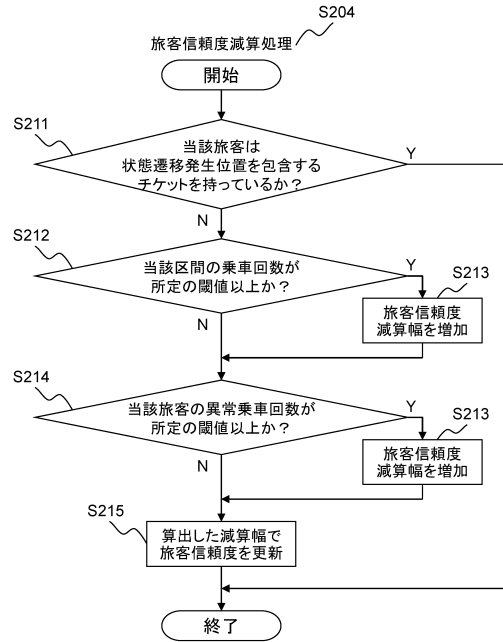 S204
旅客信頼度減算処理
開始
S211
当該旅客は
状態遷移発生位置を包含する
チケットを持っているか？
Y
N
S212
当該区間の乗車回数が
所定の閾値以上か？
Y
S213
旅客信頼度
減算幅を増加
N
S214
当該旅客の異常乗車回数が
所定の閾値以上か？
Y
S213
旅客信頼度
減算幅を増加
N
S215
算出した減算幅で
旅客信頼度を更新
終了